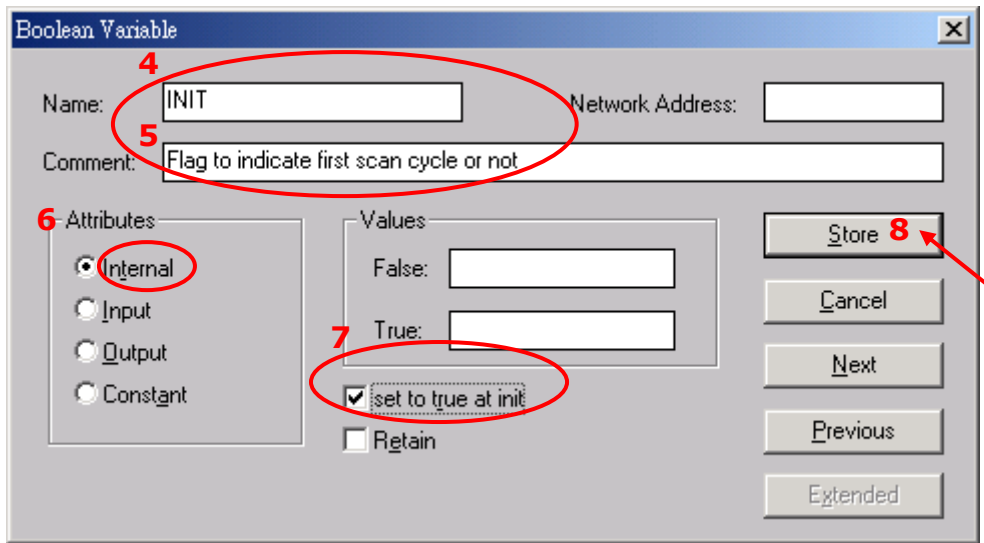 Boolean Variable
4
Name: INIT Network Address:
5
Comment: Flag to indicate first scan cycle or not
6 Attributes
Internal
Input
Output
Constant
Values
False:
True:
7
set to true at init
Retain
Store 8
Cancel
Next
Previous
Extended